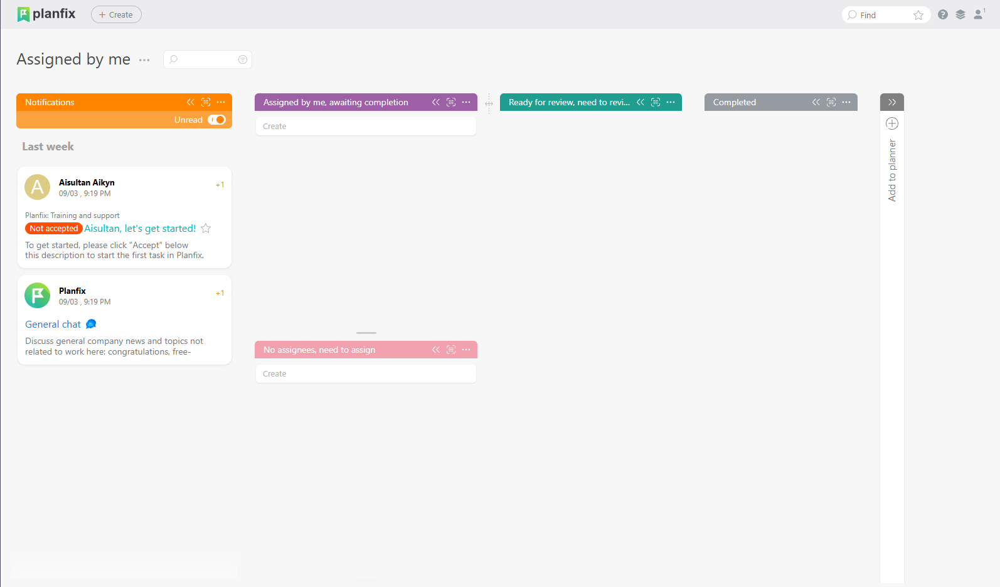 planfix
+ Create
Find
1
Assigned by me
Notifications
Unread
Last week
A
Aisultan Aikyn
09/03 , 9:19 PM
+1
Planfix: Training and support
Not accepted Aisultan, let's get started!
To get started, please click "Accept" below
this description to start the first task in Planfix.
Planfix
09/03 , 9:19 PM
+1
General chat
Discuss general company news and topics not
related to work here: congratulations, free-
Assigned by me, awaiting completion
Create
No assignees, need to assign
Create
Ready for review, need to revi...
Completed
Add to planner